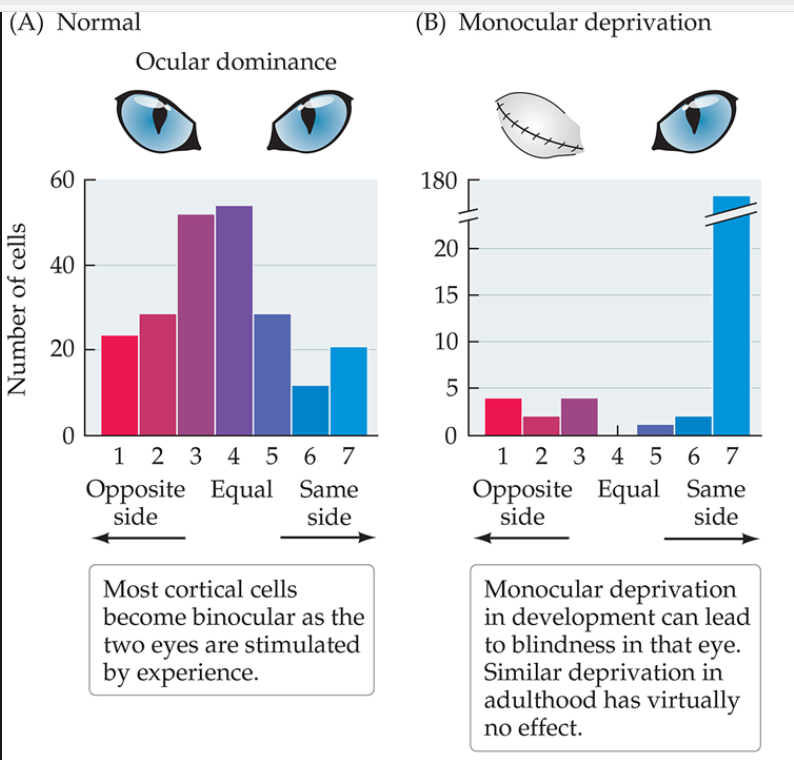 (A) Normal
Ocular dominance
Number of cells
60
40
20
0
1 2 3 4 5 6 7
Opposite side
Equal
Same side
Most cortical cells
become binocular as the
two eyes are stimulated
by experience.
(B) Monocular deprivation
180
20
15
10
5
0
1 2 3 4 5 6 7
Opposite side
Equal
Same side
Monocular deprivation
in development can lead
to blindness in that eye.
Similar deprivation in
adulthood has virtually
no effect.